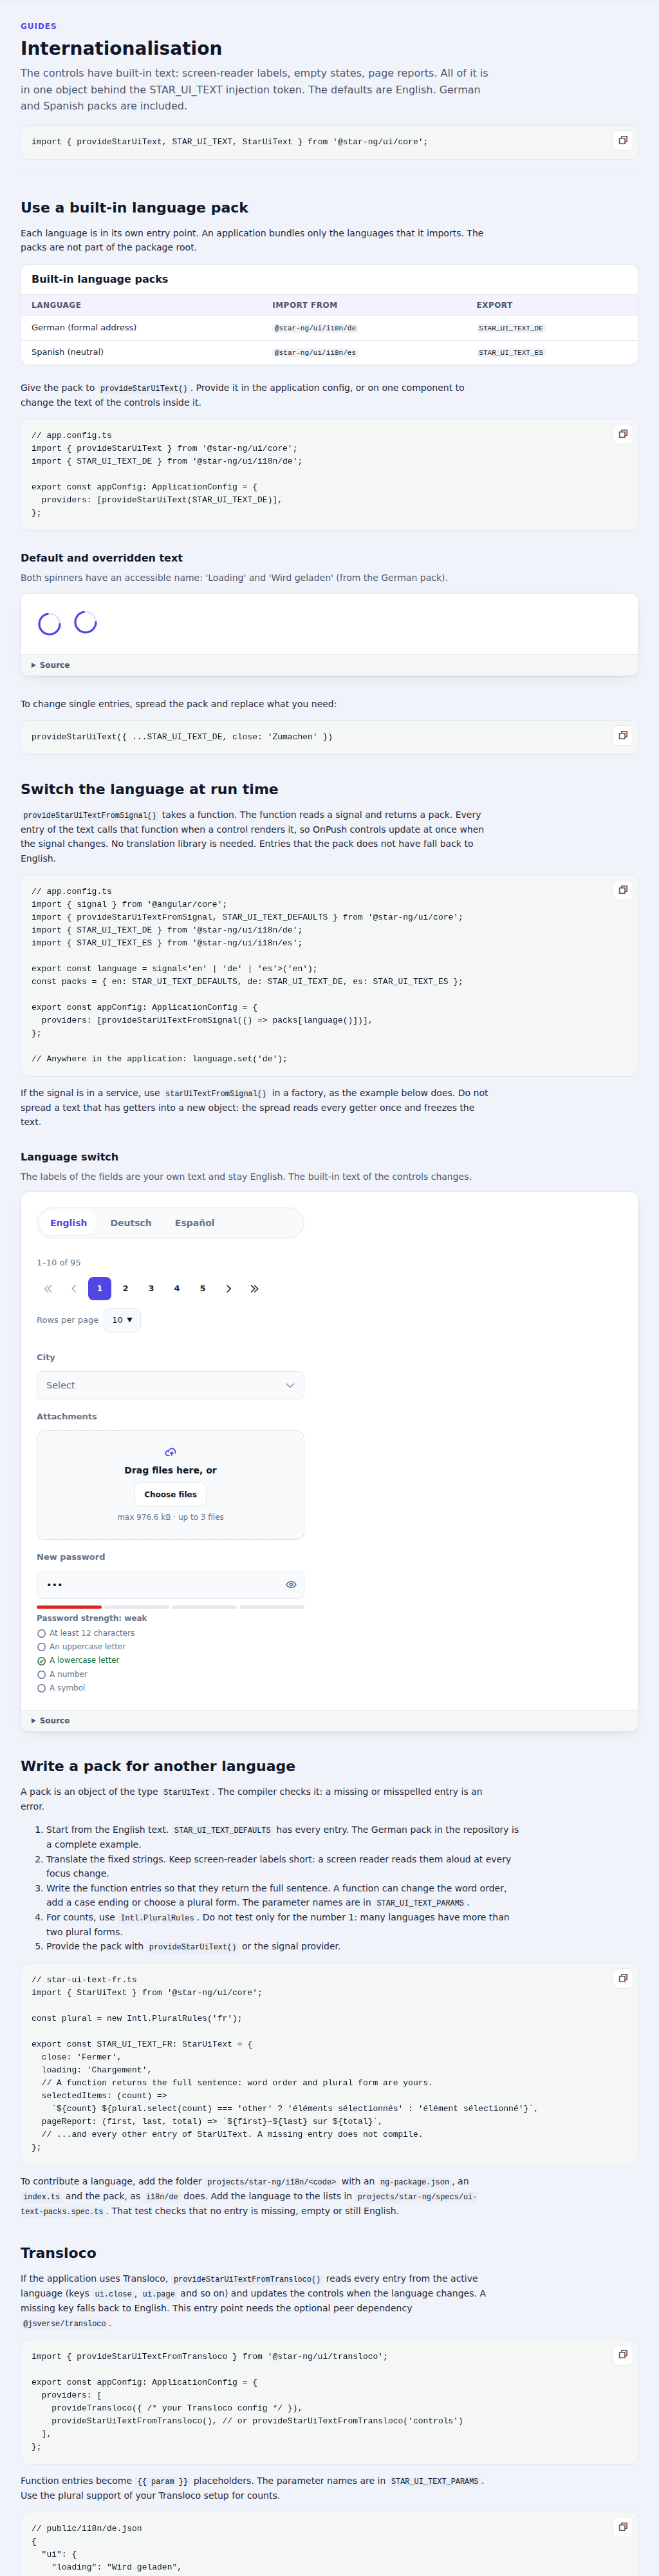 GUIDES
Internationalisation
The controls have built-in text: screen-reader labels, empty states, page reports. All of it is
in one object behind the STAR_UI_TEXT injection token. The defaults are English. German
and Spanish packs are included.
import { provideStarUiText, STAR_UI_TEXT, StarUiText } from '@star-ng/ui/core';
Use a built-in language pack
Each language is in its own entry point. An application bundles only the languages that it imports. The
packs are not part of the package root.
Built-in language packs
LANGUAGE IMPORT FROM EXPORT
German (formal address) @star-ng/ui/i18n/de STAR_UI_TEXT_DE
Spanish (neutral) @star-ng/ui/i18n/es STAR_UI_TEXT_ES
Give the pack to provideStarUiText(). Provide it in the application config, or on one component to
change the text of the controls inside it.
// app.config.ts
import { provideStarUiText } from '@star-ng/ui/core';
import { STAR_UI_TEXT_DE } from '@star-ng/ui/i18n/de';
export const appConfig: ApplicationConfig = {
  providers: [provideStarUiText(STAR_UI_TEXT_DE)],
};
Default and overridden text
Both spinners have an accessible name: 'Loading' and 'Wird geladen' (from the German pack).
▶ Source
To change single entries, spread the pack and replace what you need:
provideStarUiText({ ...STAR_UI_TEXT_DE, close: 'Zumachen' })
Switch the language at run time
provideStarUiTextFromSignal() takes a function. The function reads a signal and returns a pack. Every
entry of the text calls that function when a control renders it, so OnPush controls update at once when
the signal changes. No translation library is needed. Entries that the pack does not have fall back to
English.
// app.config.ts
import { signal } from '@angular/core';
import { provideStarUiTextFromSignal, STAR_UI_TEXT_DEFAULTS } from '@star-ng/ui/core';
import { STAR_UI_TEXT_DE } from '@star-ng/ui/i18n/de';
import { STAR_UI_TEXT_ES } from '@star-ng/ui/i18n/es';
export const language = signal<'en' | 'de' | 'es'>('en');
const packs = { en: STAR_UI_TEXT_DEFAULTS, de: STAR_UI_TEXT_DE, es: STAR_UI_TEXT_ES };
export const appConfig: ApplicationConfig = {
  providers: [provideStarUiTextFromSignal(() => packs[language()])],
};
// Anywhere in the application: language.set('de');
If the signal is in a service, use starUiTextFromSignal() in a factory, as the example below does. Do not
spread a text that has getters into a new object: the spread reads every getter once and freezes the
text.
Language switch
The labels of the fields are your own text and stay English. The built-in text of the controls changes.
English Deutsch Español
1–10 of 95
1 2 3 4 5
Rows per page 10 ▼
City
Select
Attachments
Drag files here, or
Choose files
max 976.6 kB · up to 3 files
New password
•••
Password strength: weak
At least 12 characters
An uppercase letter
A lowercase letter
A number
A symbol
▶ Source
Write a pack for another language
A pack is an object of the type StarUiText. The compiler checks it: a missing or misspelled entry is an
error.
1. Start from the English text. STAR_UI_TEXT_DEFAULTS has every entry. The German pack in the repository is
a complete example.
2. Translate the fixed strings. Keep screen-reader labels short: a screen reader reads them aloud at every
focus change.
3. Write the function entries so that they return the full sentence. A function can change the word order,
add a case ending or choose a plural form. The parameter names are in STAR_UI_TEXT_PARAMS.
4. For counts, use Intl.PluralRules. Do not test only for the number 1: many languages have more than
two plural forms.
5. Provide the pack with provideStarUiText() or the signal provider.
// star-ui-text-fr.ts
import { StarUiText } from '@star-ng/ui/core';
const plural = new Intl.PluralRules('fr');
export const STAR_UI_TEXT_FR: StarUiText = {
  close: 'Fermer',
  loading: 'Chargement',
  // A function returns the full sentence: word order and plural form are yours.
  selectedItems: (count) =>
    `${count} ${plural.select(count) === 'other' ? 'éléments sélectionnés' : 'élément sélectionné'}`,
  pageReport: (first, last, total) => `${first}–${last} sur ${total}`,
  // ...and every other entry of StarUiText. A missing entry does not compile.
};
To contribute a language, add the folder projects/star-ng/i18n/<code> with an ng-package.json, an
index.ts and the pack, as i18n/de does. Add the language to the lists in projects/star-ng/specs/ui-
text-packs.spec.ts. That test checks that no entry is missing, empty or still English.
Transloco
If the application uses Transloco, provideStarUiTextFromTransloco() reads every entry from the active
language (keys ui.close, ui.page and so on) and updates the controls when the language changes. A
missing key falls back to English. This entry point needs the optional peer dependency
@jsverse/transloco.
import { provideStarUiTextFromTransloco } from '@star-ng/ui/transloco';
export const appConfig: ApplicationConfig = {
  providers: [
    provideTransloco({ /* your Transloco config */ }),
    provideStarUiTextFromTransloco(), // or provideStarUiTextFromTransloco('controls')
  ],
};
Function entries become {{ param }} placeholders. The parameter names are in STAR_UI_TEXT_PARAMS.
Use the plural support of your Transloco setup for counts.
// public/i18n/de.json
{
  "ui": {
    "loading": "Wird geladen",